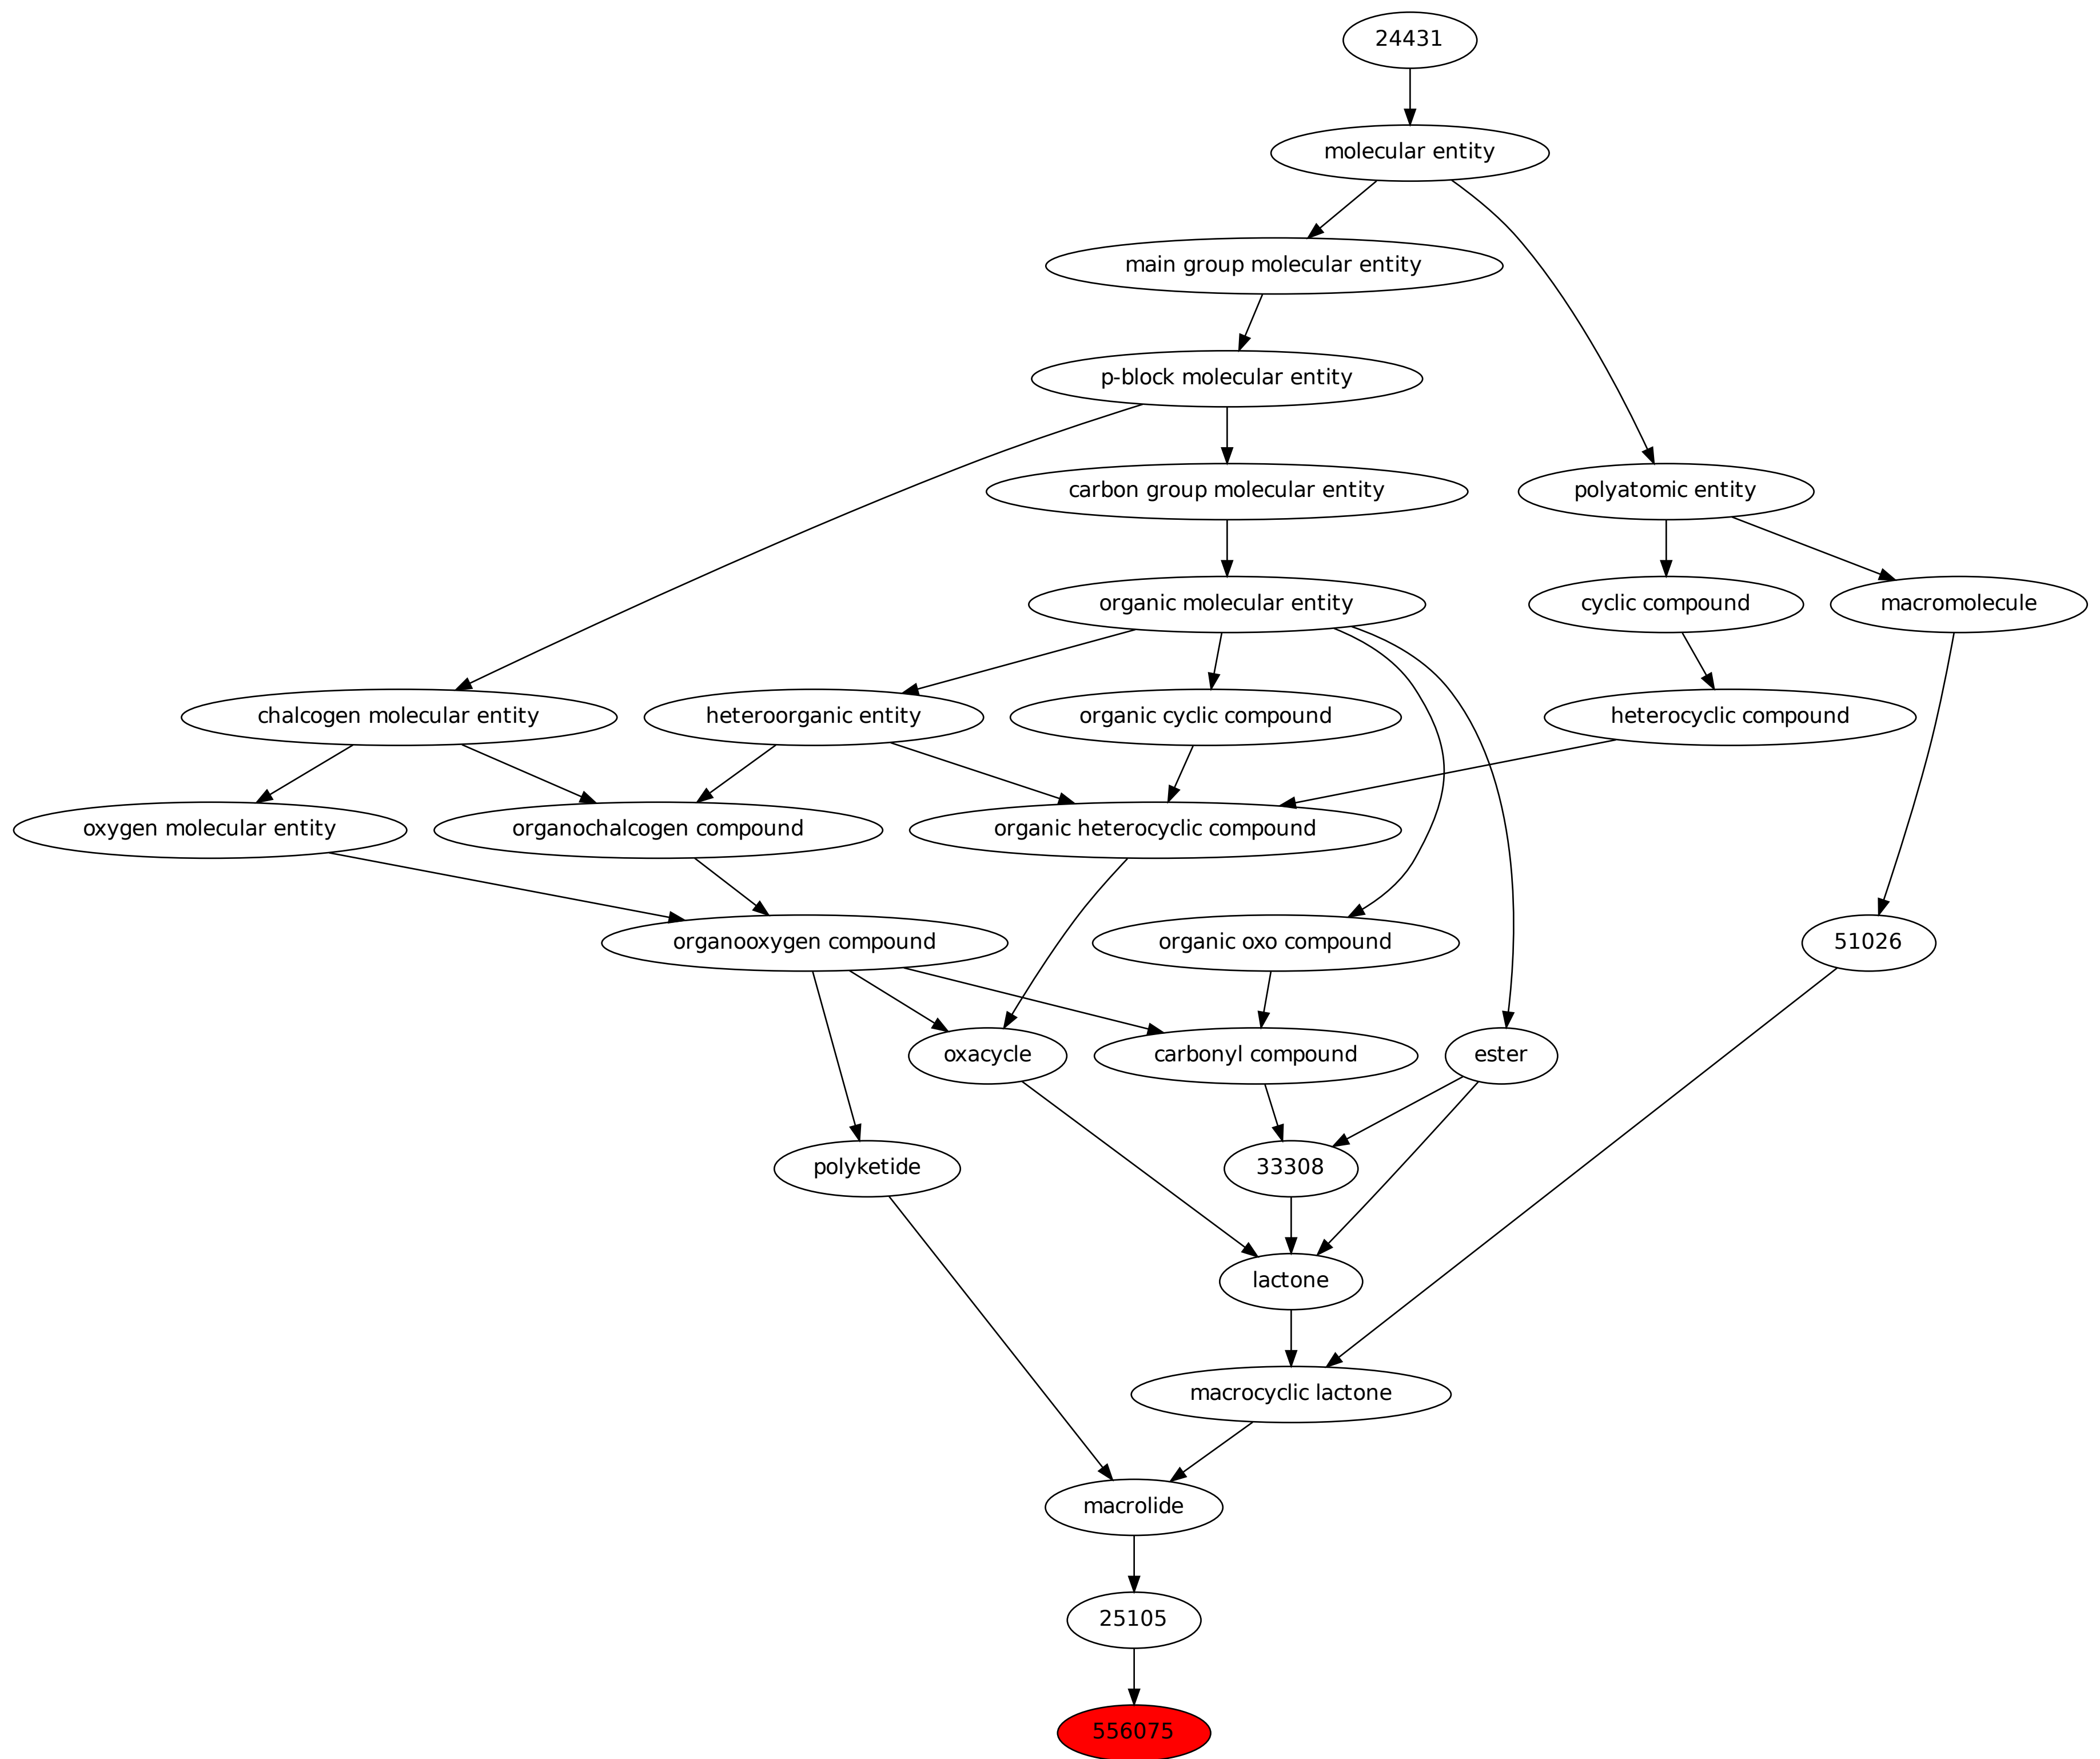 24431
molecular entity
main group molecular entity
p-block molecular entity
carbon group molecular entity
polyatomic entity
organic molecular entity
cyclic compound
macromolecule
chalcogen molecular entity
heteroorganic entity
organic cyclic compound
heterocyclic compound
oxygen molecular entity
organochalcogen compound
organic heterocyclic compound
organooxygen compound
organic oxo compound
51026
oxacycle
carbonyl compound
ester
polyketide
33308
lactone
macrocyclic lactone
macrolide
25105
556075